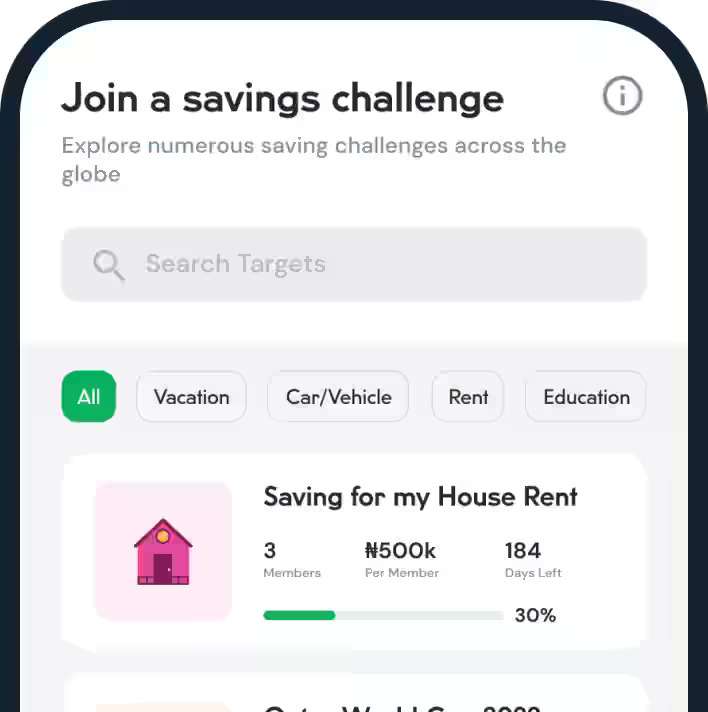 Join a savings challenge
Explore numerous saving challenges across the
globe
Search Targets
All Vacation Car/Vehicle Rent Education
Saving for my House Rent
3 ₦500k 184
Members Per Member Days Left
30%